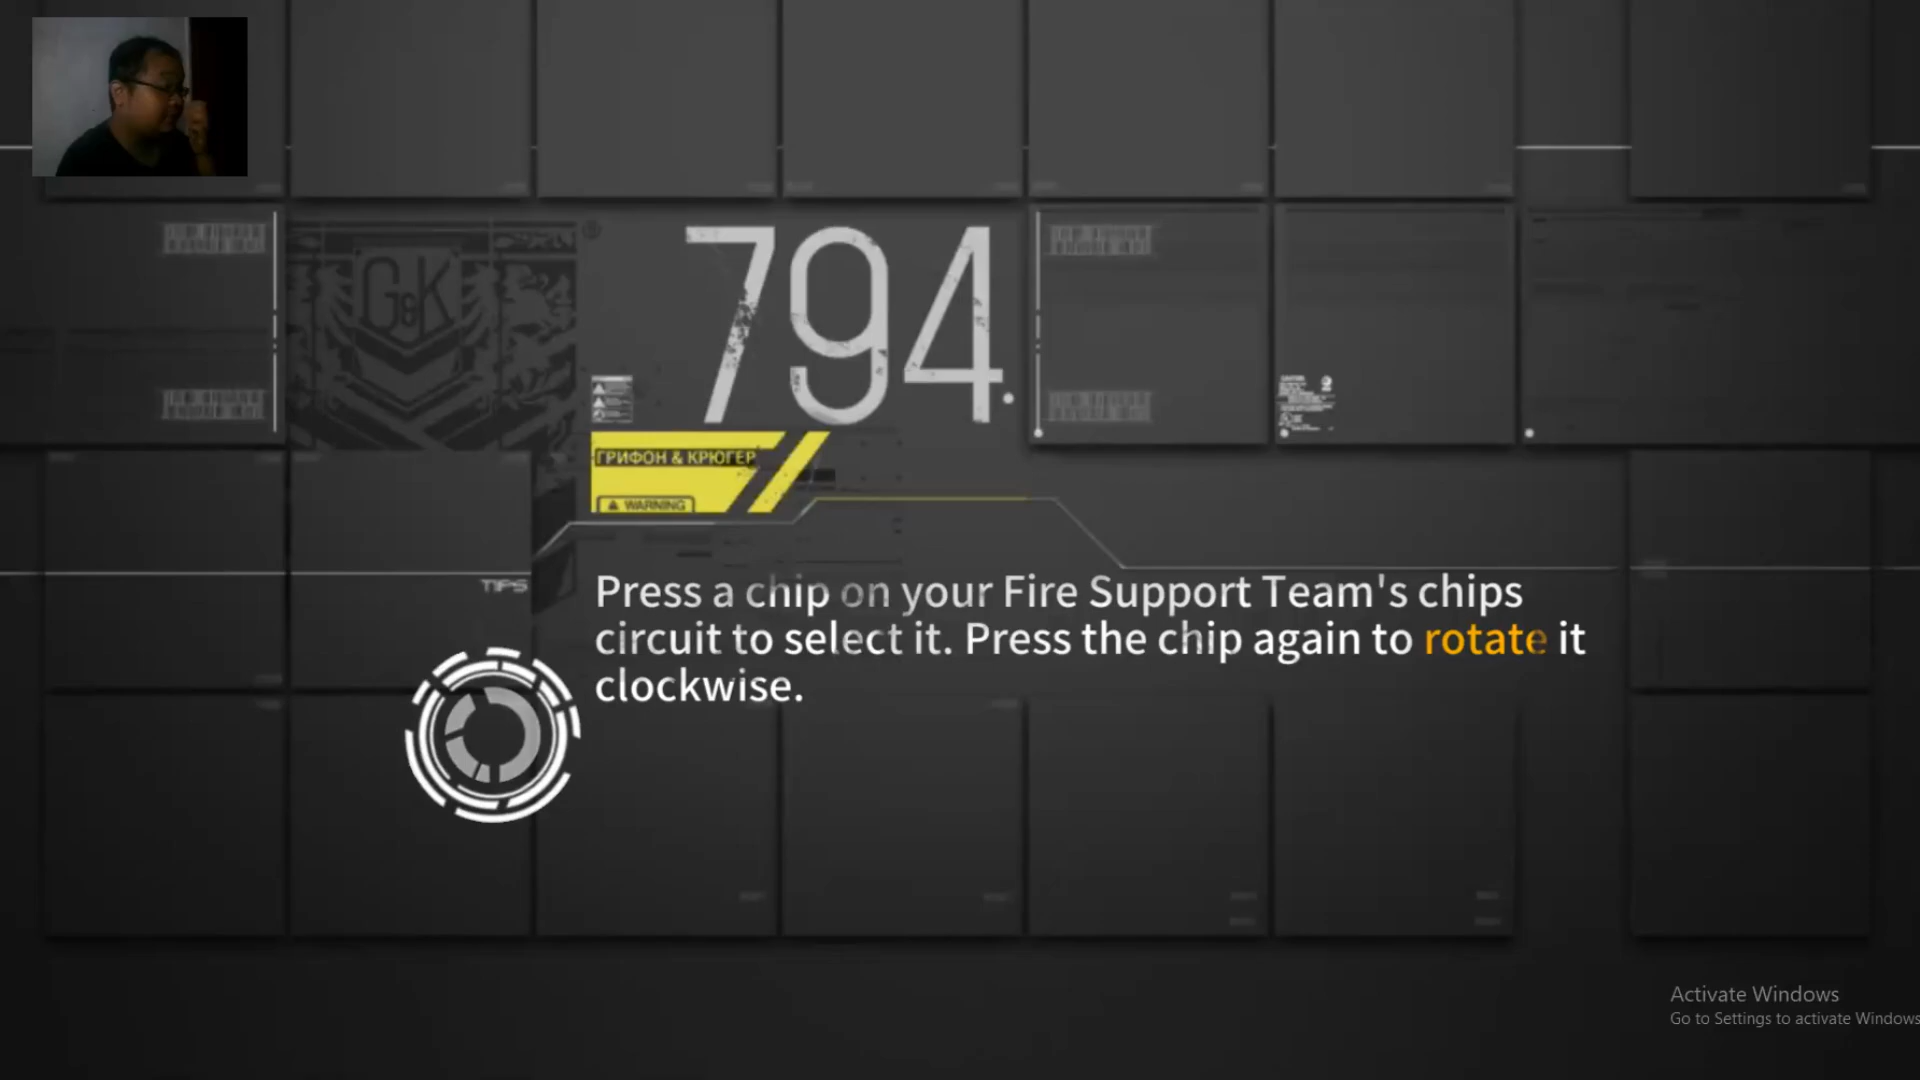 G&K
794.
ГРИФОН & КРЮГЕР
WARNING
TIPS
Press a chip on your Fire Support Team's chips
circuit to select it. Press the chip again to rotate it
clockwise.
Activate Windows
Go to Settings to activate Windows